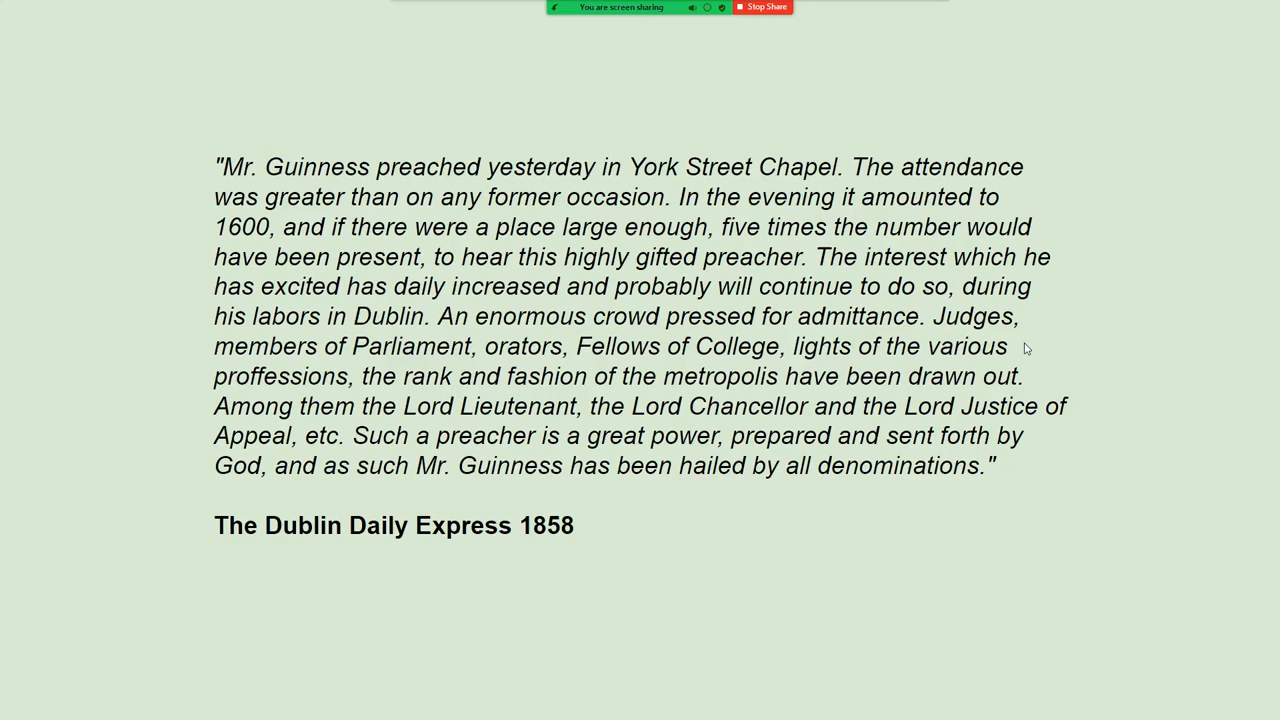 You are screen sharing
Stop Share
"Mr. Guinness preached yesterday in York Street Chapel. The attendance
was greater than on any former occasion. In the evening it amounted to
1600, and if there were a place large enough, five times the number would
have been present, to hear this highly gifted preacher. The interest which he
has excited has daily increased and probably will continue to do so, during
his labors in Dublin. An enormous crowd pressed for admittance. Judges,
members of Parliament, orators, Fellows of College, lights of the various
proffessions, the rank and fashion of the metropolis have been drawn out.
Among them the Lord Lieutenant, the Lord Chancellor and the Lord Justice of
Appeal, etc. Such a preacher is a great power, prepared and sent forth by
God, and as such Mr. Guinness has been hailed by all denominations."
The Dublin Daily Express 1858